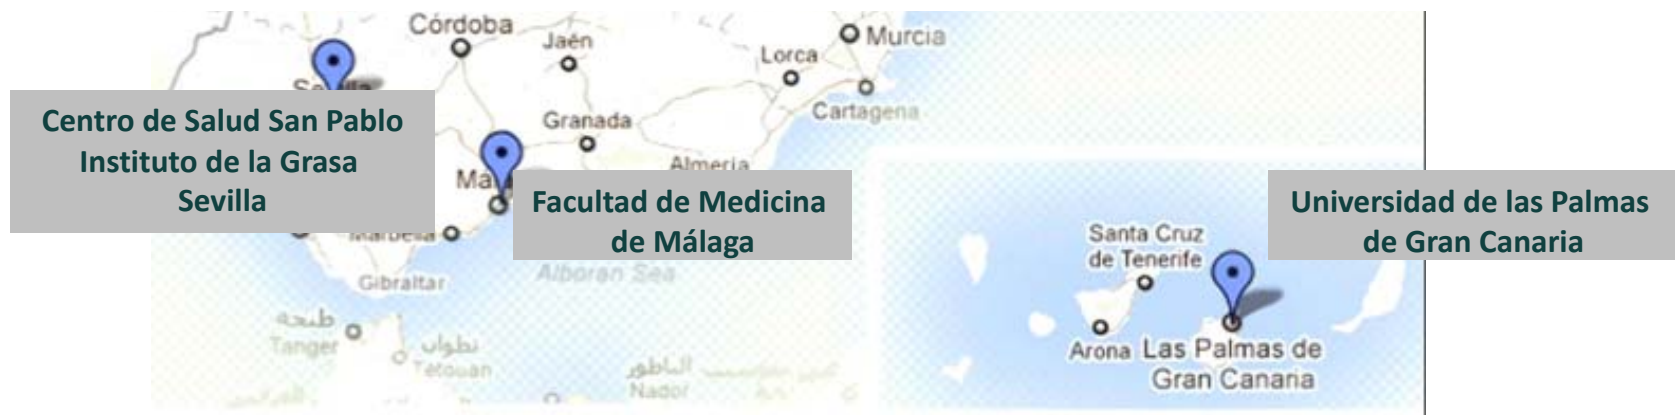 Córdoba
Jaén
Lorca
Murcia
Cartagena
Granada
Almería
Centro de Salud San Pablo
Instituto de la Grasa
Sevilla
Facultad de Medicina
de Málaga
Universidad de las Palmas
de Gran Canaria
Marbella
Gibraltar
Alboran Sea
Santa Cruz
de Tenerife
Arona
Las Palmas de
Gran Canaria
طنجة
Tanger
تطوان
Tétouan
الناظور
Nador